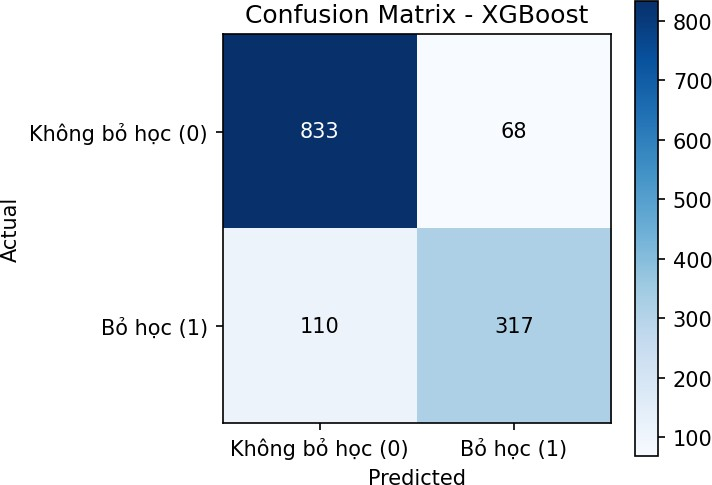 Confusion Matrix - XGBoost
Actual
Không bỏ học (0)
833
68
Bỏ học (1)
110
317
Không bỏ học (0)
Bỏ học (1)
Predicted
800
700
600
500
400
300
200
100